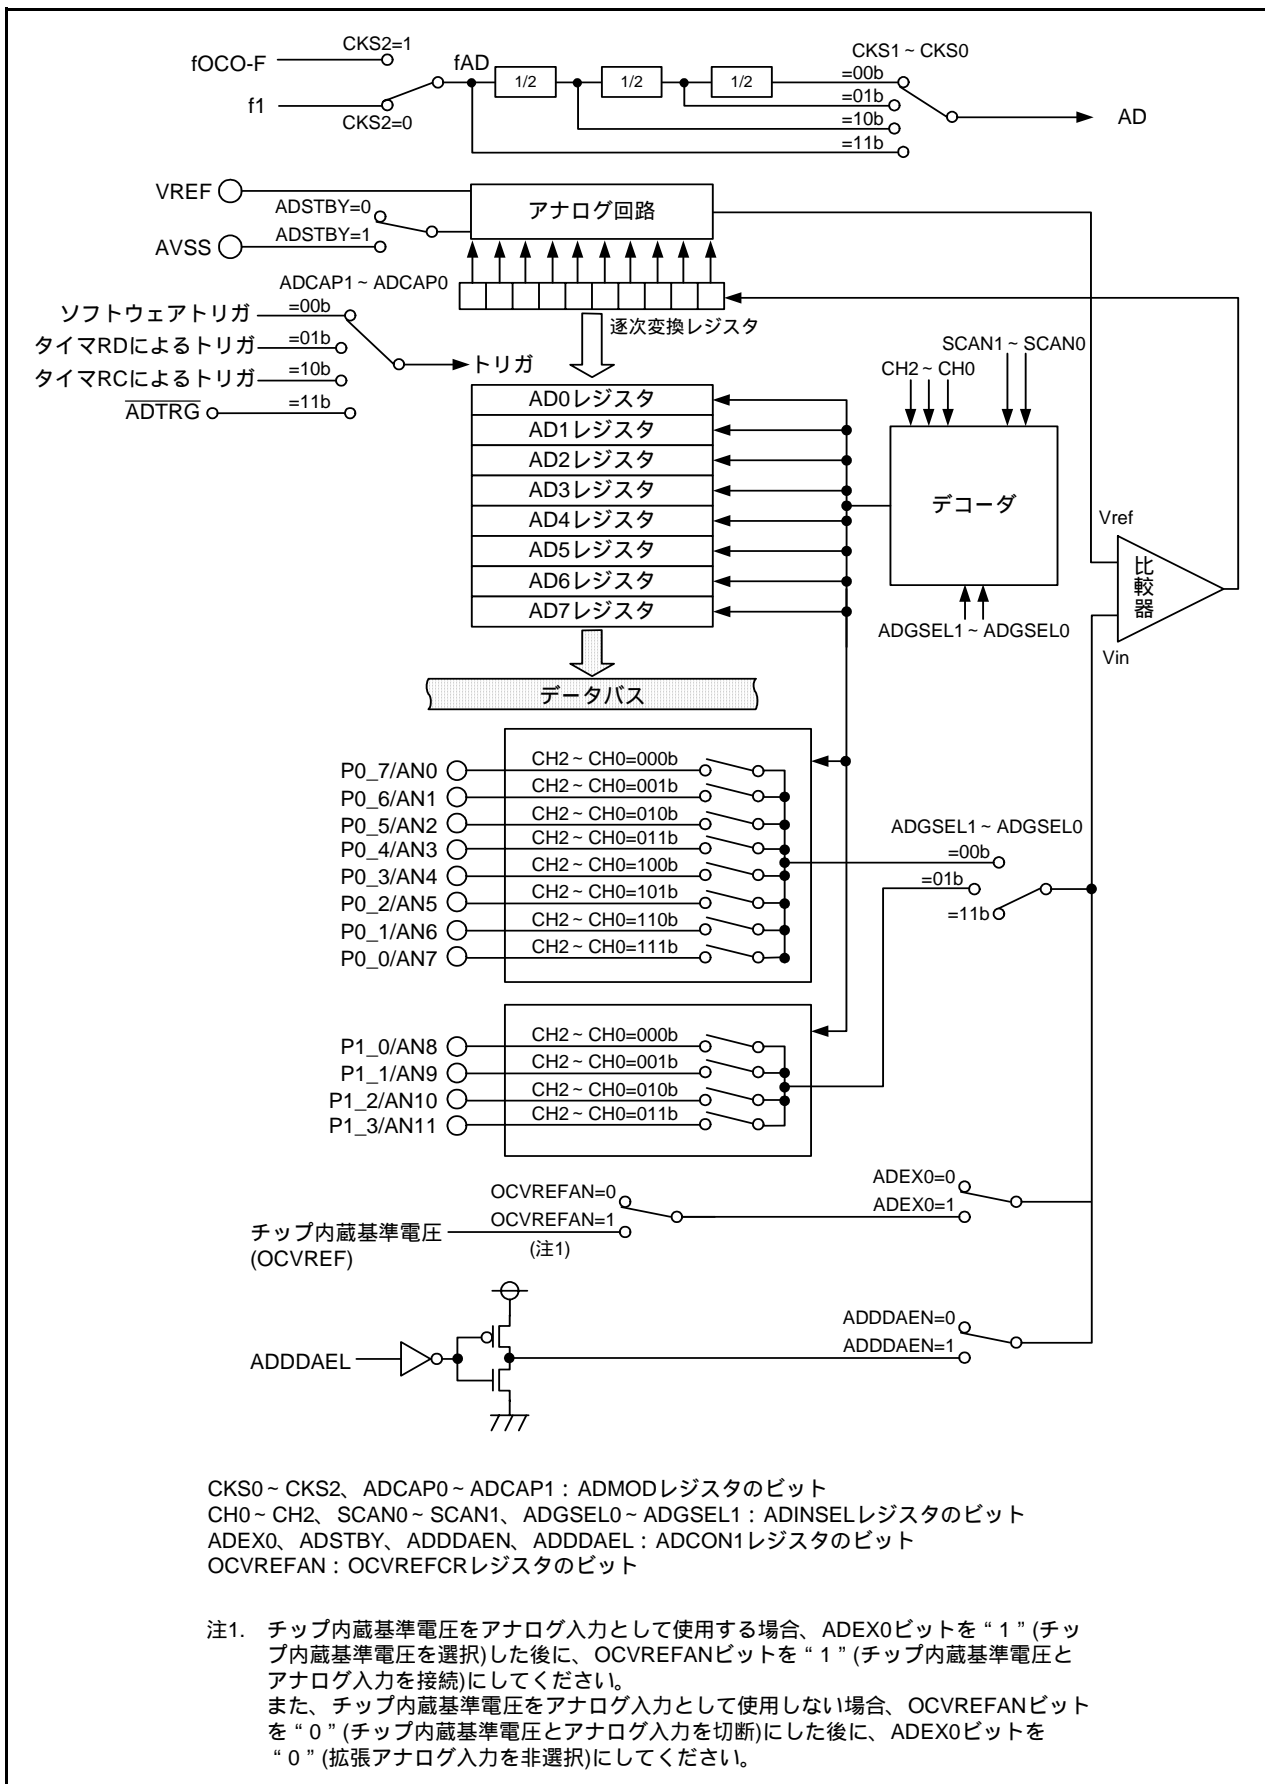 CKS2=1
fOCO-F
fAD
CKS1～CKS0
1/2
1/2
1/2
=00b
f1
=01b
CKS2=0
=10b
=11b
AD
VREF
ADSTBY=0
アナログ回路
AVSS
ADSTBY=1
ADCAP1～ADCAP0
ソフトウェアトリガ
=00b
逐次変換レジスタ
タイマRDによるトリガ
=01b
トリガ
タイマRCによるトリガ
=10b
ADTRG
=11b
SCAN1～SCAN0
CH2～CH0
AD0レジスタ
AD1レジスタ
AD2レジスタ
AD3レジスタ
AD4レジスタ
AD5レジスタ
AD6レジスタ
AD7レジスタ
デコーダ
Vref
比較器
ADGSEL1～ADGSEL0
Vin
データバス
P0_7/AN0 CH2～CH0=000b
P0_6/AN1 CH2～CH0=001b
P0_5/AN2 CH2～CH0=010b
P0_4/AN3 CH2～CH0=011b
P0_3/AN4 CH2～CH0=100b
P0_2/AN5 CH2～CH0=101b
P0_1/AN6 CH2～CH0=110b
P0_0/AN7 CH2～CH0=111b
ADGSEL1～ADGSEL0
=00b
=01b
=11b
P1_0/AN8 CH2～CH0=000b
P1_1/AN9 CH2～CH0=001b
P1_2/AN10 CH2～CH0=010b
P1_3/AN11 CH2～CH0=011b
OCVREFAN=0
ADEX0=0
チップ内蔵基準電圧
OCVREFAN=1
ADEX0=1
(OCVREF)
(注1)
ADDDAEN=0
ADDDAEL
ADDDAEN=1
CKS0～CKS2、ADCAP0～ADCAP1：ADMODレジスタのビット
CH0～CH2、SCAN0～SCAN1、ADGSEL0～ADGSEL1：ADINSELレジスタのビット
ADEX0、ADSTBY、ADDDAEN、ADDDAEL：ADCON1レジスタのビット
OCVREFAN：OCVREFCRレジスタのビット
注1. チップ内蔵基準電圧をアナログ入力として使用する場合、ADEX0ビットを“1”(チッ
プ内蔵基準電圧を選択)した後に、OCVREFANビットを“1”(チップ内蔵基準電圧と
アナログ入力を接続)にしてください。
また、チップ内蔵基準電圧をアナログ入力として使用しない場合、OCVREFANビット
を“0”(チップ内蔵基準電圧とアナログ入力を切断)にした後に、ADEX0ビットを
“0”(拡張アナログ入力を非選択)にしてください。